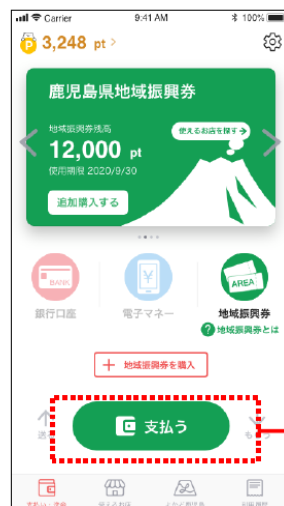 Carrier 9:41 AM 100%
P 3,248 pt >
鹿児島県地域振興券
地域振興券残高
使えるお店を探す
12,000 pt
使用期限 2020/9/30
追加購入する
BANK
¥
AREA
銀行口座
電子マネー
地域振興券
? 地域振興券とは
+ 地域振興券を購入
支払う